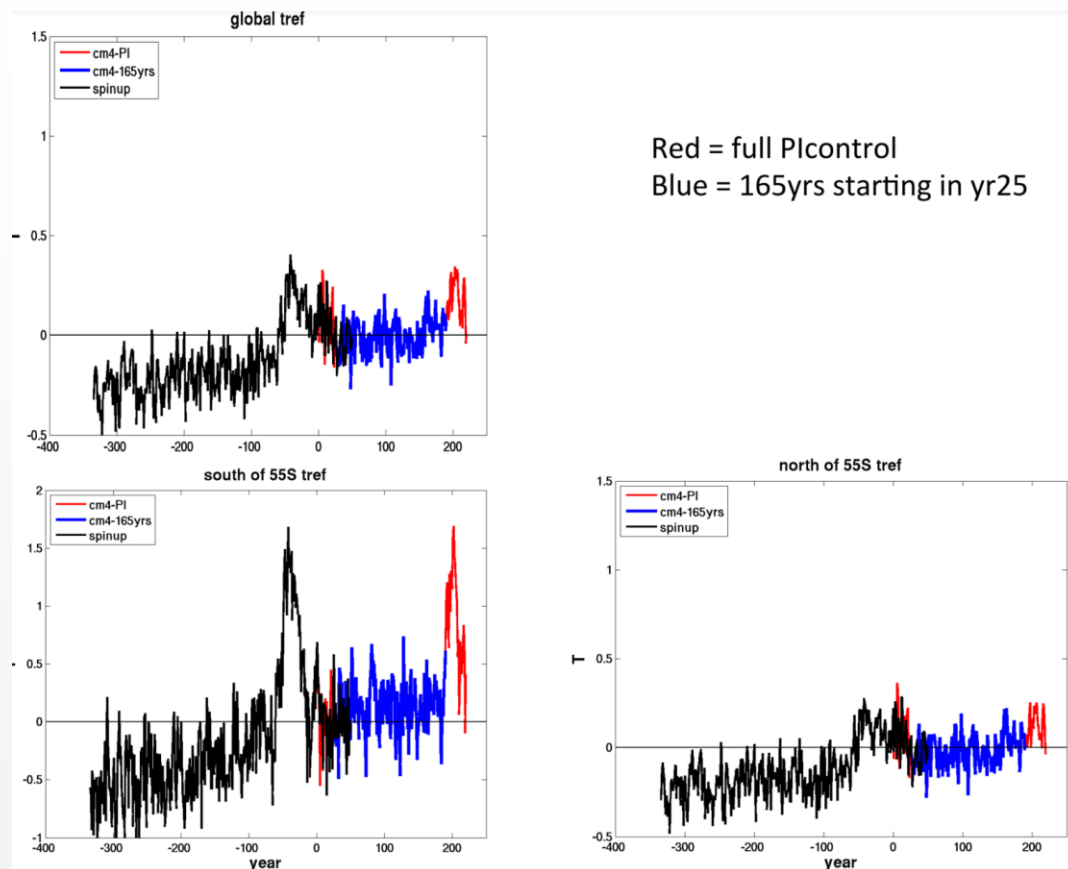 global tref
1.5
1
0.5
0
-0.5
-400
-300
-200
-100
0
100
200
cm4-PI
cm4-165yrs
spinup
Red = full PIcontrol
Blue = 165yrs starting in yr25
south of 55S tref
2
1.5
1
0.5
0
-0.5
-1
-400
-300
-200
-100
0
100
200
year
cm4-PI
cm4-165yrs
spinup
north of 55S tref
1.5
1
0.5
0
-0.5
T
-400
-300
-200
-100
0
100
200
year
cm4-PI
cm4-165yrs
spinup